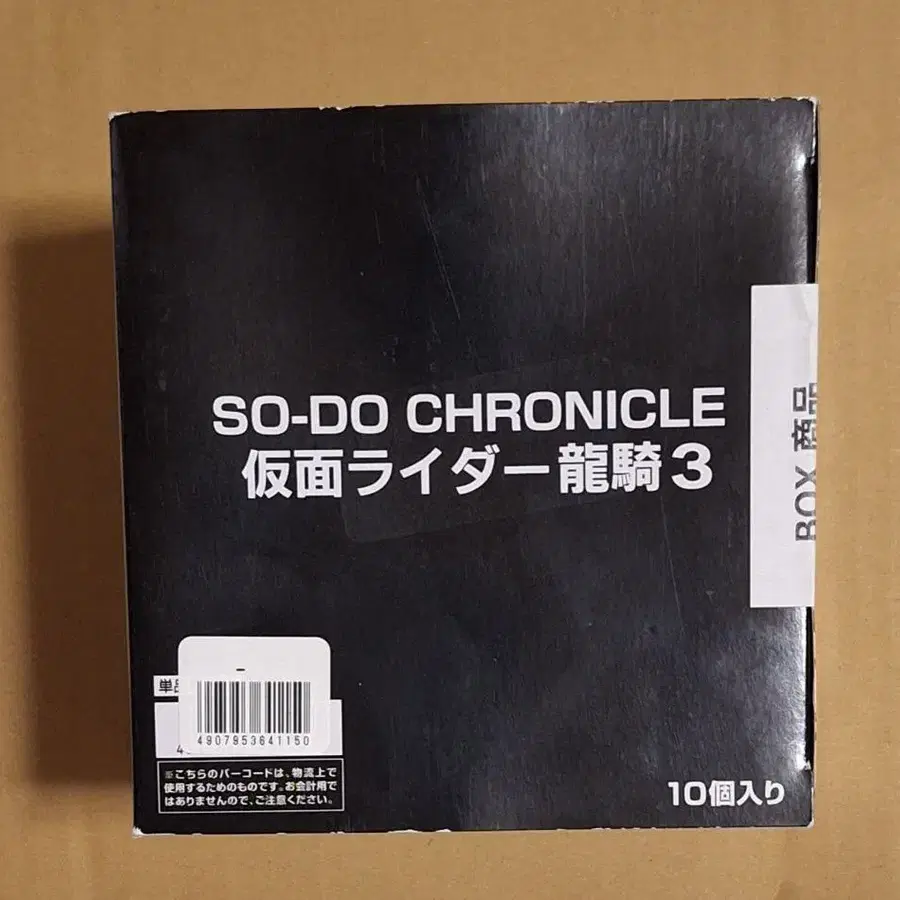 SO-DO CHRONICLE
仮面ライダー龍騎3
BOX 商品
4907953641150
※こちらのバーコードは、物流上で
使用するためのものです。お会計用で
はありませんので、ご注意ください。
10個入り